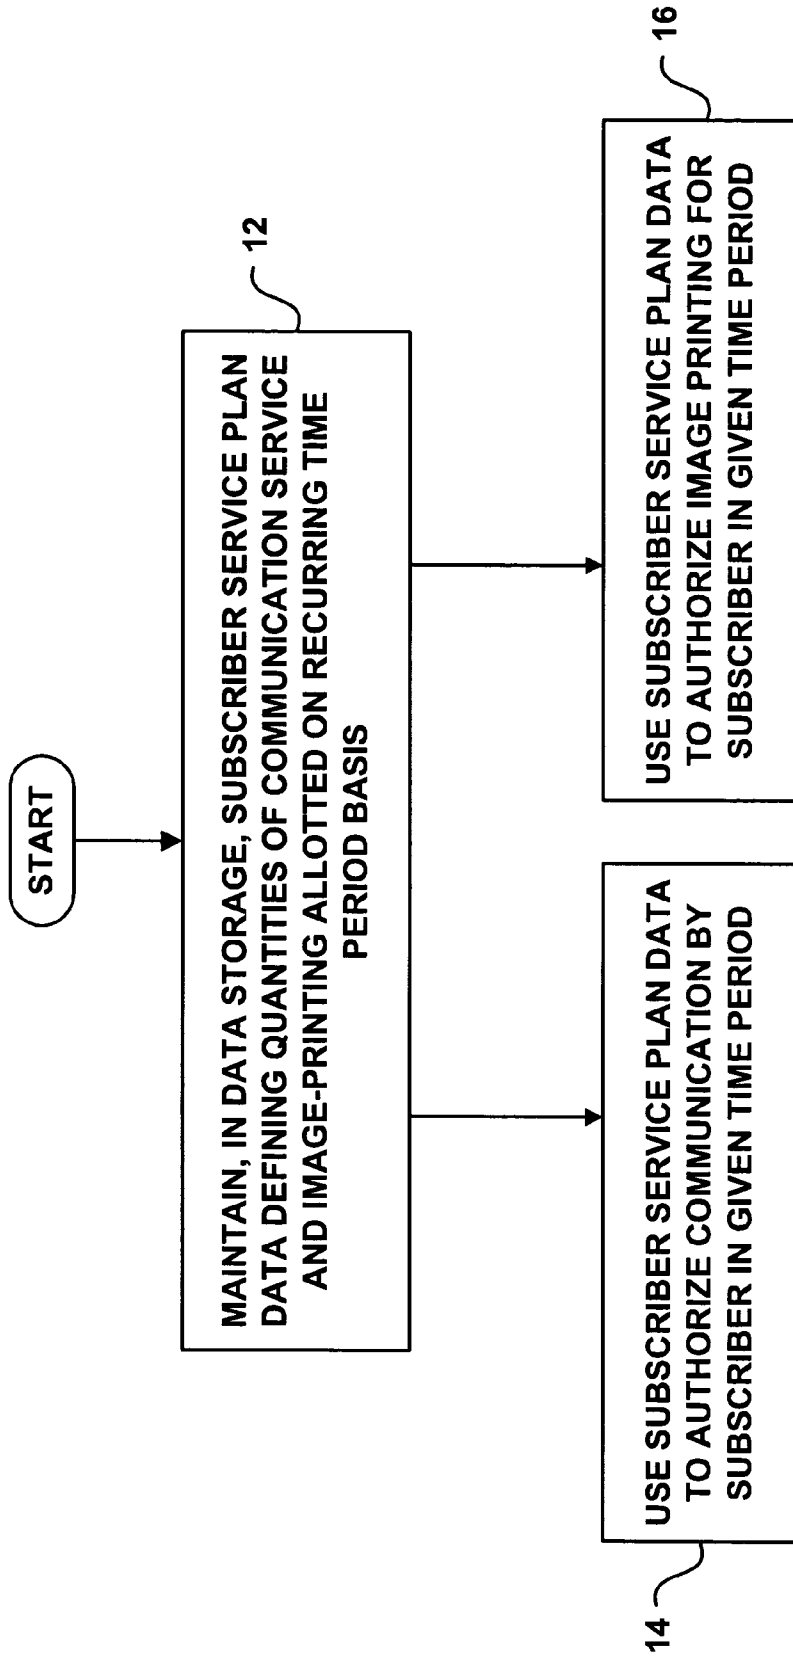 START
MAINTAIN, IN DATA STORAGE, SUBSCRIBER SERVICE PLAN
DATA DEFINING QUANTITIES OF COMMUNICATION SERVICE
AND IMAGE-PRINTING ALLOTTED ON RECURRING TIME
PERIOD BASIS
12
USE SUBSCRIBER SERVICE PLAN DATA
TO AUTHORIZE COMMUNICATION BY
SUBSCRIBER IN GIVEN TIME PERIOD
14
USE SUBSCRIBER SERVICE PLAN DATA
TO AUTHORIZE IMAGE PRINTING FOR
SUBSCRIBER IN GIVEN TIME PERIOD
16